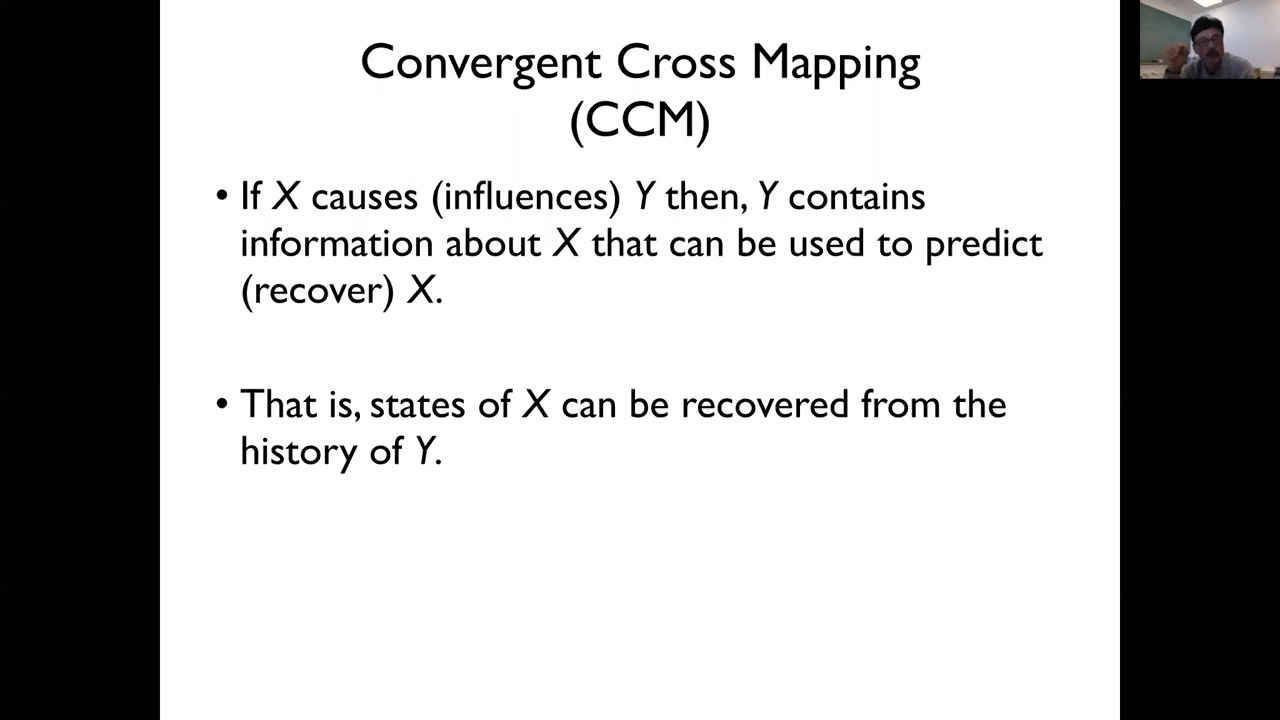 Convergent Cross Mapping
(CCM)
• If X causes (influences) Y then, Y contains
information about X that can be used to predict
(recover) X.
• That is, states of X can be recovered from the
history of Y.